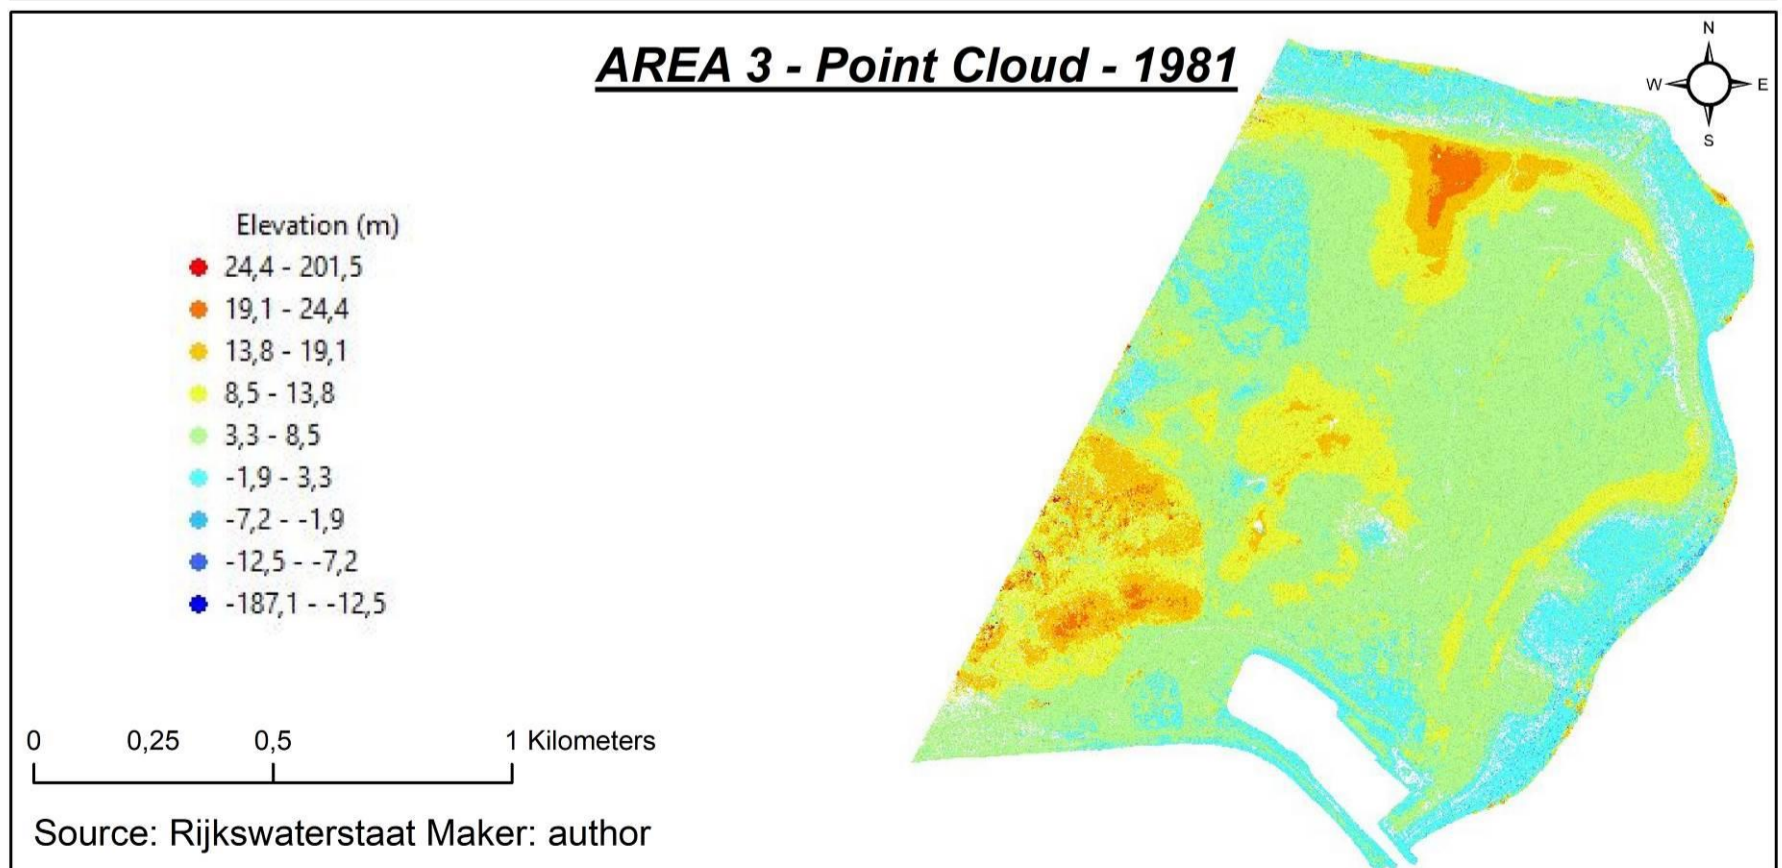 AREA 3 - Point Cloud - 1981
N
W E
S
Elevation (m)
24,4 - 201,5
19,1 - 24,4
13,8 - 19,1
8,5 - 13,8
3,3 - 8,5
-1,9 - 3,3
-7,2 - -1,9
-12,5 - -7,2
-187,1 - -12,5
0 0,25 0,5 1 Kilometers
Source: Rijkswaterstaat Maker: author